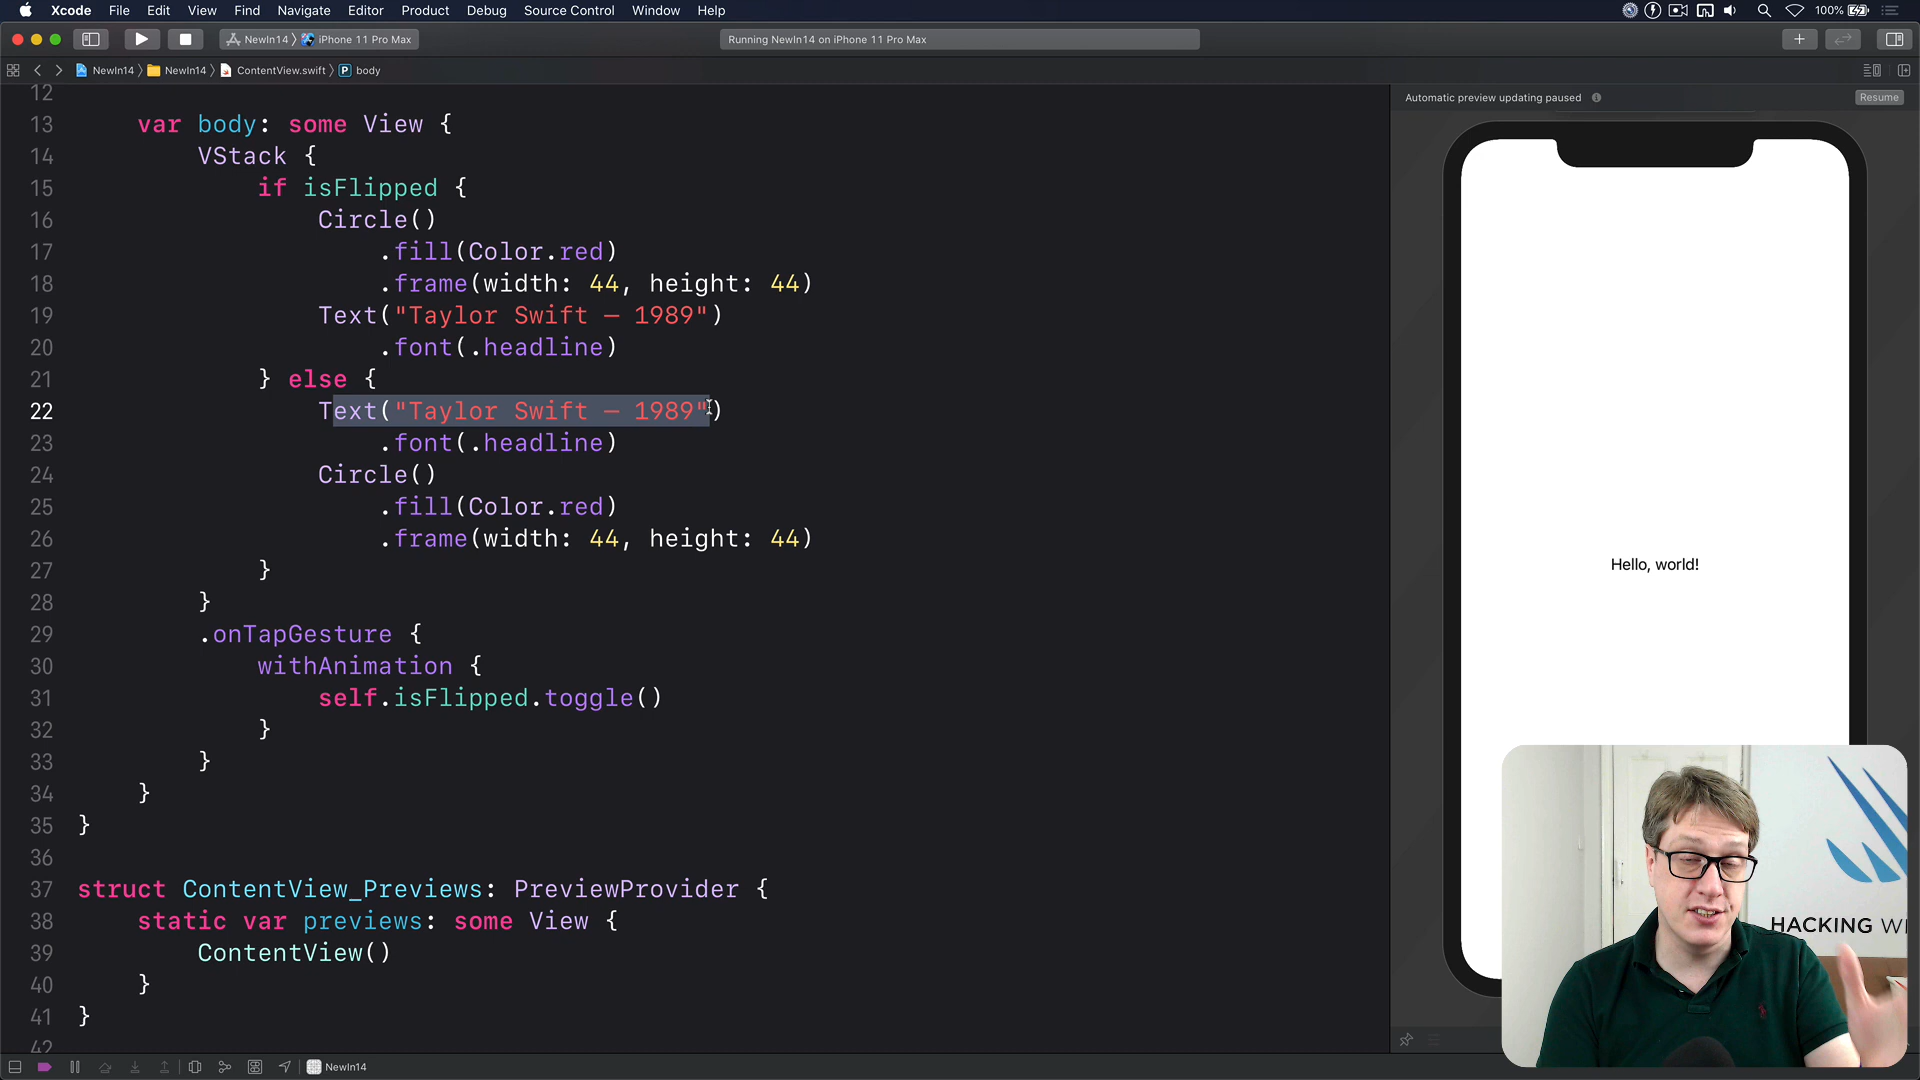 Xcode File Edit View Find Navigate Editor Product Debug Source Control Window Help
100%
NewIn14 〉 iPhone 11 Pro Max
Running NewIn14 on iPhone 11 Pro Max
NewIn14 〉 NewIn14 〉 ContentView.swift 〉 P body
Automatic preview updating paused
Resume
12
13 var body: some View {
14 VStack {
15 if isFlipped {
16 Circle()
17 .fill(Color.red)
18 .frame(width: 44, height: 44)
19 Text("Taylor Swift – 1989")
20 .font(.headline)
21 } else {
22 Text("Taylor Swift – 1989")
23 .font(.headline)
24 Circle()
25 .fill(Color.red)
26 .frame(width: 44, height: 44)
27 }
28 }
29 .onTapGesture {
30 withAnimation {
31 self.isFlipped.toggle()
32 }
33 }
34 }
35 }
36
37 struct ContentView_Previews: PreviewProvider {
38 static var previews: some View {
39 ContentView()
40 }
41 }
42
Hello, world!
HACKING WI
NewIn14